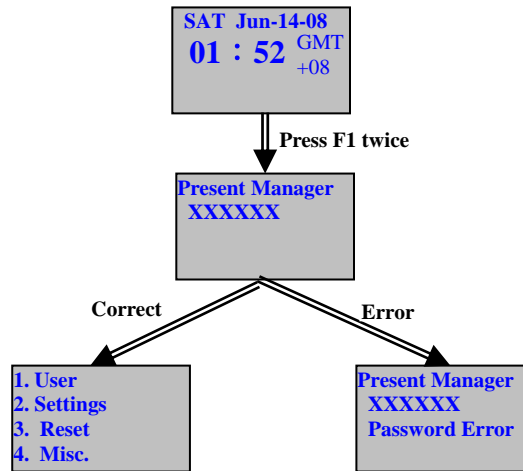 SAT Jun-14-08
01 : 52 GMT
+08
Press F1 twice
Present Manager
XXXXXX
Correct
Error
1. User
2. Settings
3. Reset
4. Misc.
Present Manager
XXXXXX
Password Error